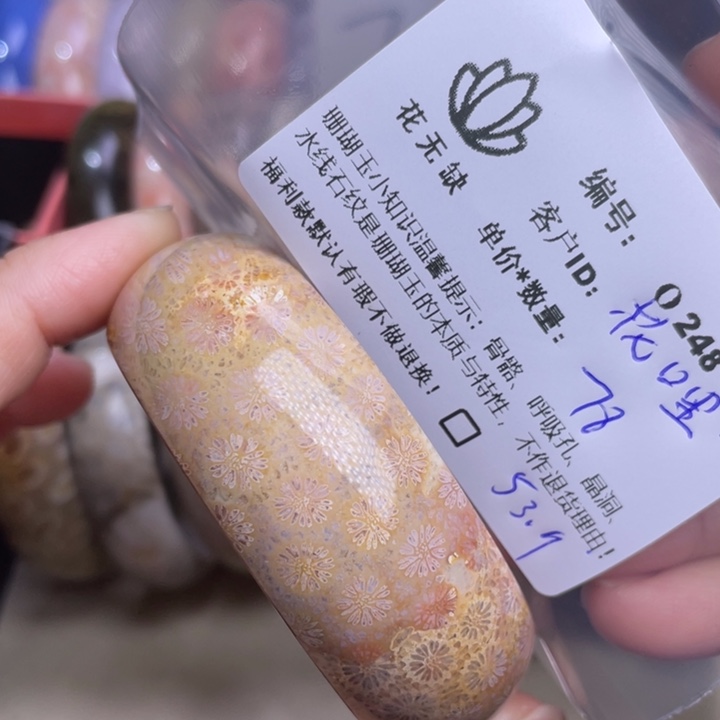 花无缺
编号: 0248
客户ID: 花口里
单价*数量: 78
珊瑚玉小知识温馨提示: 骨骼、呼吸孔、晶洞、
水线石纹是珊瑚玉的本质与特性, 不作退货理由!
福利款默认有瑕不做退换! □
53.9